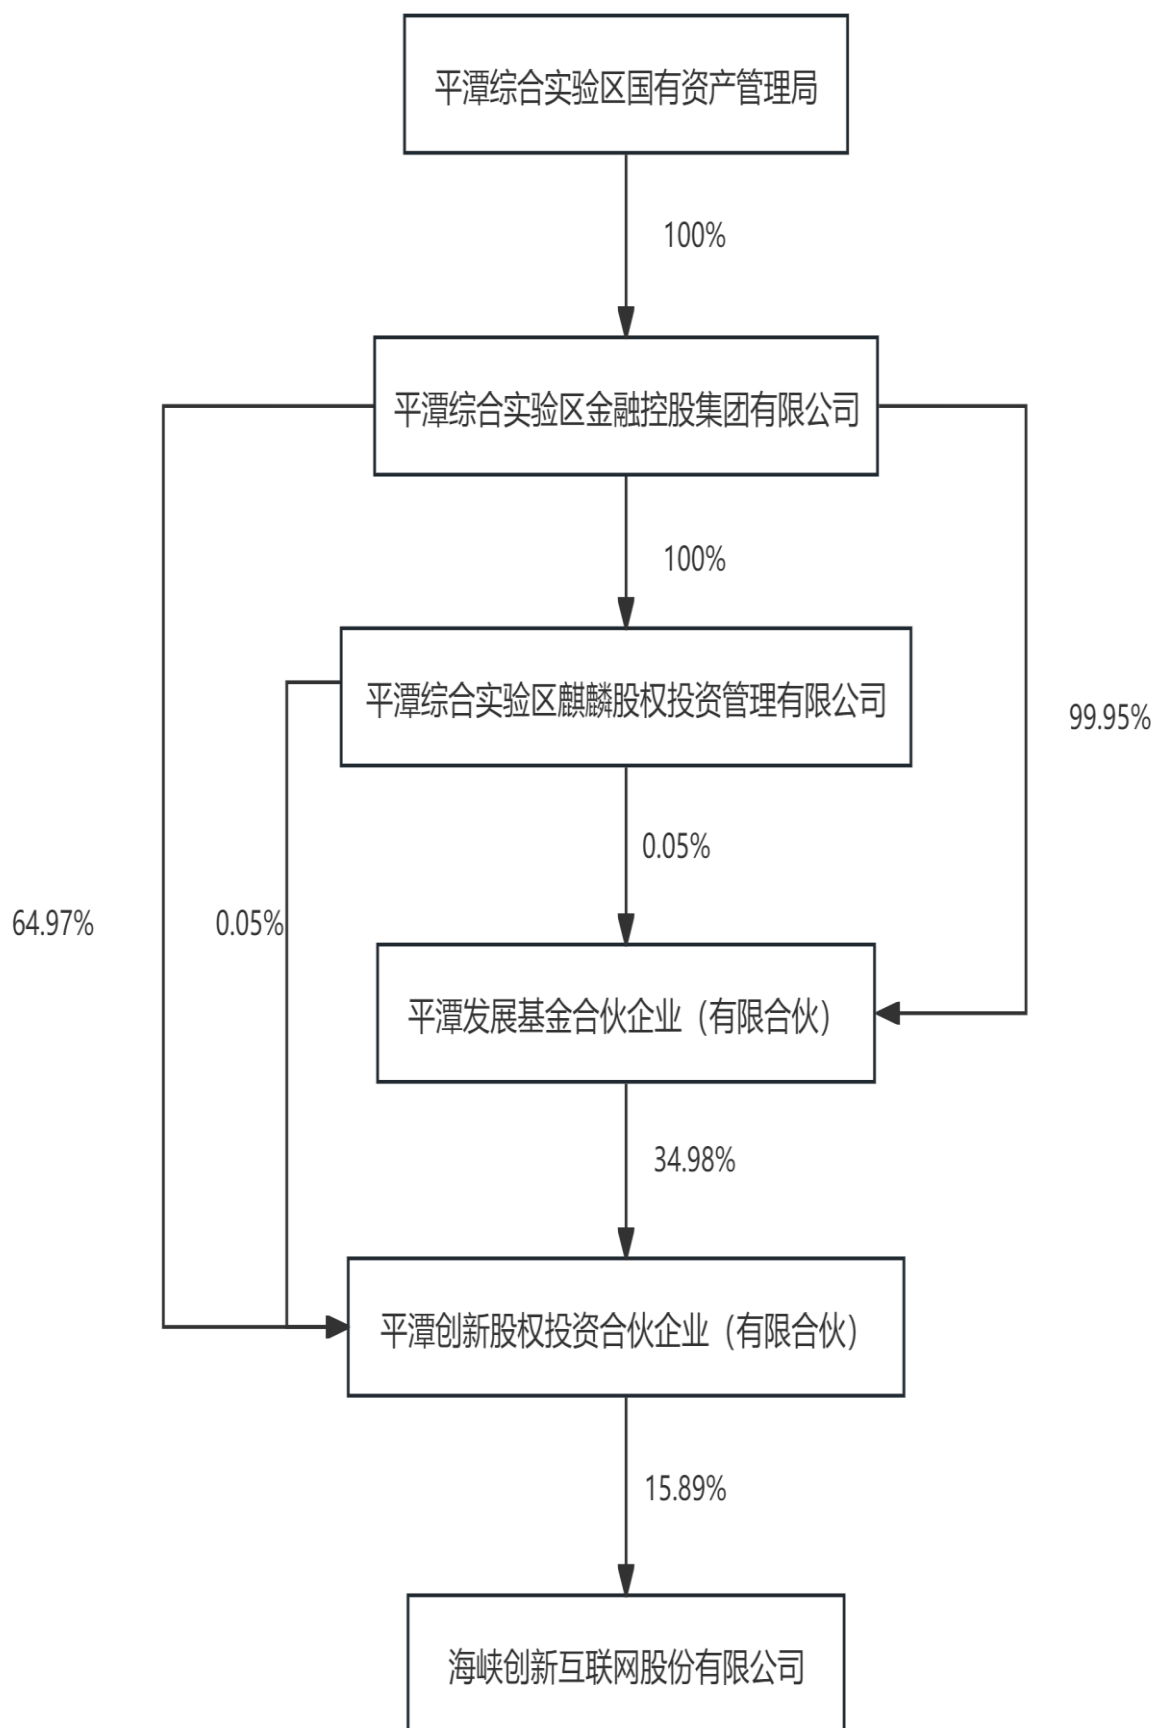 平潭综合实验区国有资产管理局
100%
平潭综合实验区金融控股集团有限公司
100%
平潭综合实验区麒麟股权投资管理有限公司
99.95%
0.05%
64.97%
0.05%
平潭发展基金合伙企业（有限合伙）
34.98%
平潭创新股权投资合伙企业（有限合伙）
15.89%
海峡创新互联网股份有限公司